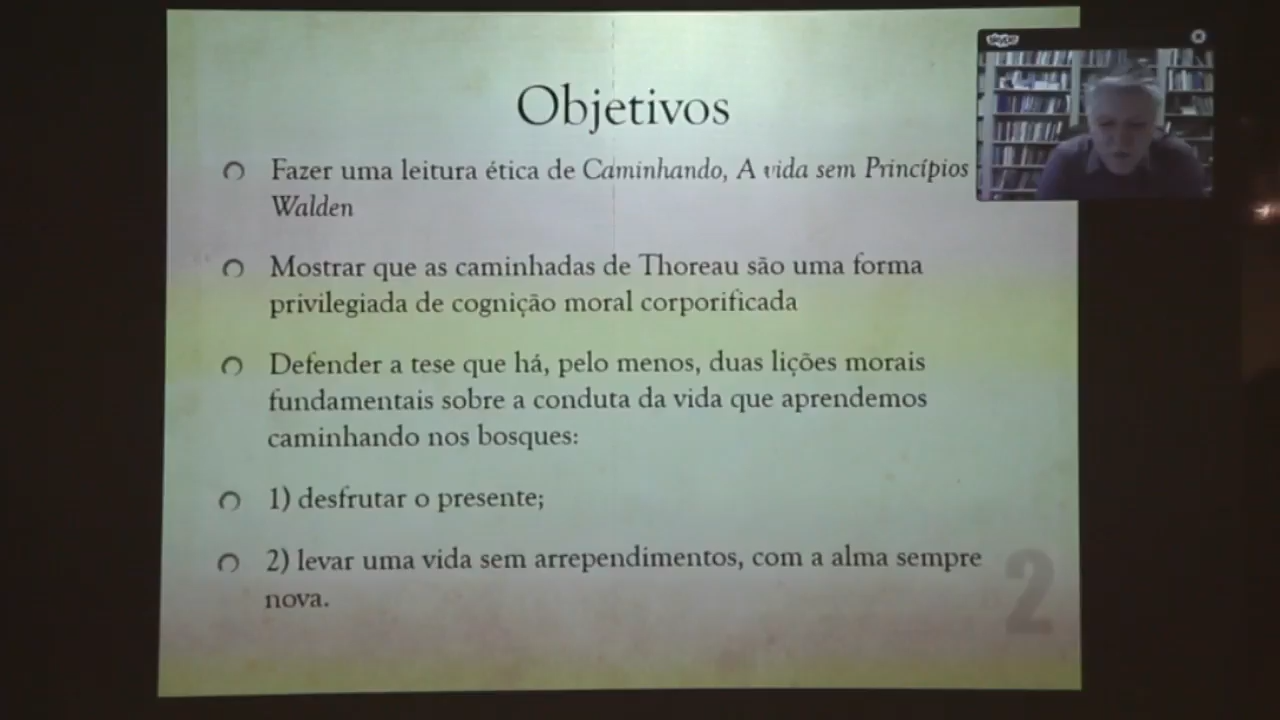 Objetivos
skype
Fazer uma leitura ética de Caminhando, A vida sem Princípios
Walden
Mostrar que as caminhadas de Thoreau são uma forma
privilegiada de cognição moral corporificada
Defender a tese que há, pelo menos, duas lições morais
fundamentais sobre a conduta da vida que aprendemos
caminhando nos bosques:
1) desfrutar o presente;
2) levar uma vida sem arrependimentos, com a alma sempre
nova.
2